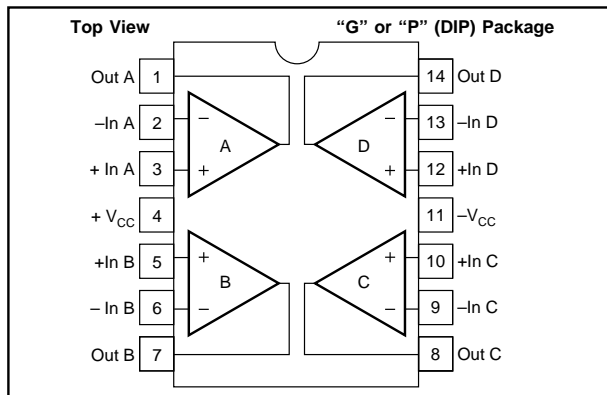 Top View “G” or “P” (DIP) Package
Out A 1 14 Out D
–In A 2 – – 13 –In D
A D
+ In A 3 + + 12 +In D
+ VCC 4 11 –VCC
+In B 5 + + 10 +In C
B C
– In B 6 – – 9 –In C
Out B 7 8 Out C